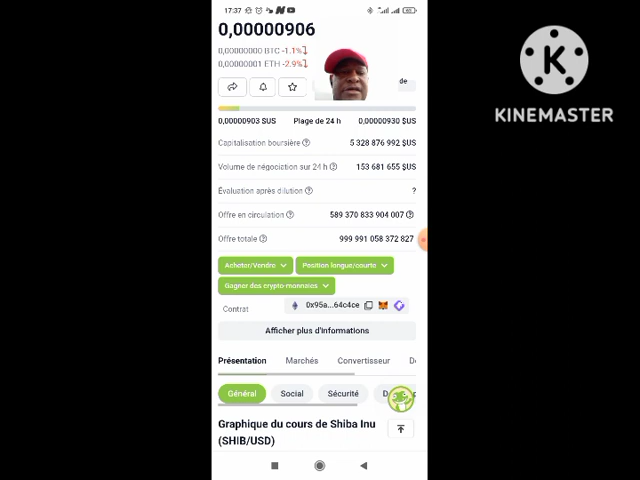 17:37
0,00000906
0,00000000 BTC -1.1%
0,00000001 ETH -2.9%
de
0,00000903 $US Plage de 24 h 0,00000930 $US
Capitalisation boursière 5 328 876 992 $US
Volume de négociation sur 24 h 153 681 655 $US
Évaluation après dilution ?
Offre en circulation 589 370 833 904 007
Offre totale 999 991 058 372 827
Acheter/Vendre Position longue/courte
Gagner des crypto-monnaies
Contrat 0x95a...64c4ce
Afficher plus d'informations
Présentation Marchés Convertisseur
Général Social Sécurité
Graphique du cours de Shiba Inu
(SHIB/USD)
K
KINEMASTER